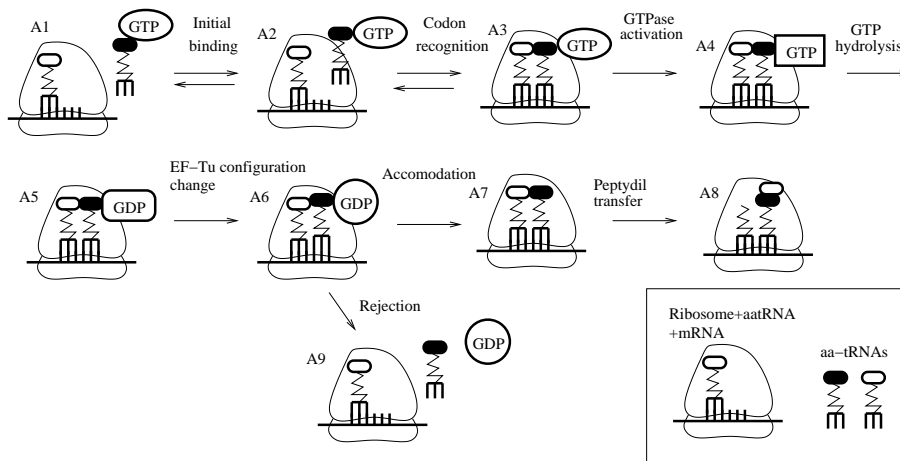 A1
GTP
Initial
binding
A2
GTP
Codon
recognition
A3
GTP
GTPase
activation
A4
GTP
GTP
hydrolysis
A5
GDP
EF–Tu configuration
change
A6
GDP
Accomodation
A7
Peptydil
transfer
A8
Rejection
A9
GDP
Ribosome+aatRNA
+mRNA
aa–tRNAs